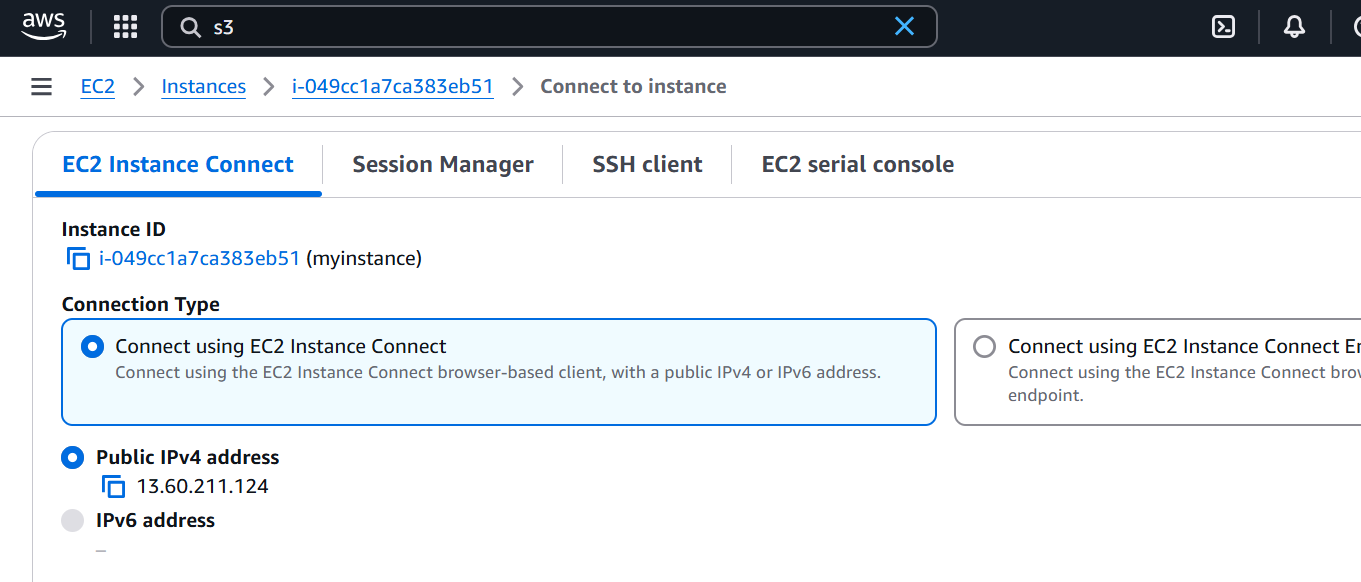 aws
s3
EC2 > Instances > i-049cc1a7ca383eb51 > Connect to instance
EC2 Instance Connect
Session Manager
SSH client
EC2 serial console
Instance ID
i-049cc1a7ca383eb51 (myinstance)
Connection Type
Connect using EC2 Instance Connect
Connect using the EC2 Instance Connect browser-based client, with a public IPv4 or IPv6 address.
Connect using EC2 Instance Connect
Connect using the EC2 Instance Connect
endpoint.
Public IPv4 address
13.60.211.124
IPv6 address
–